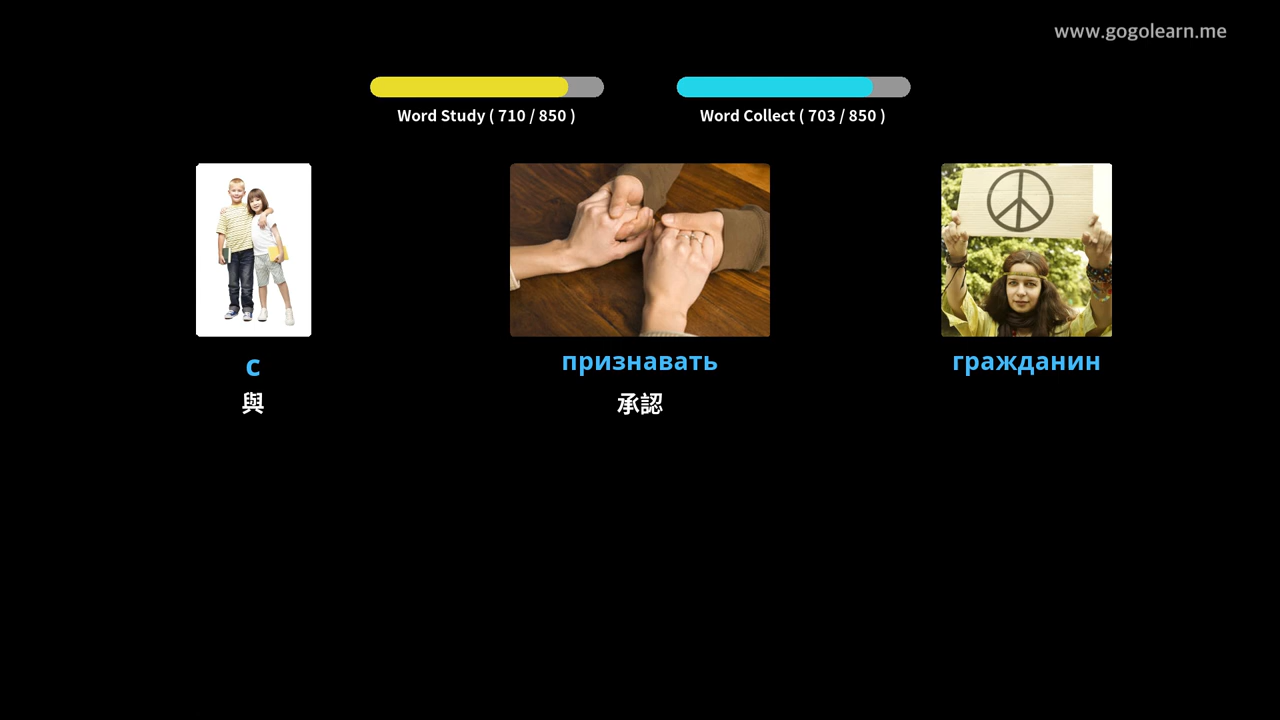 www.gogolearn.me
Word Study ( 710 / 850 )
Word Collect ( 703 / 850 )
с
признавать
гражданин
與
承認